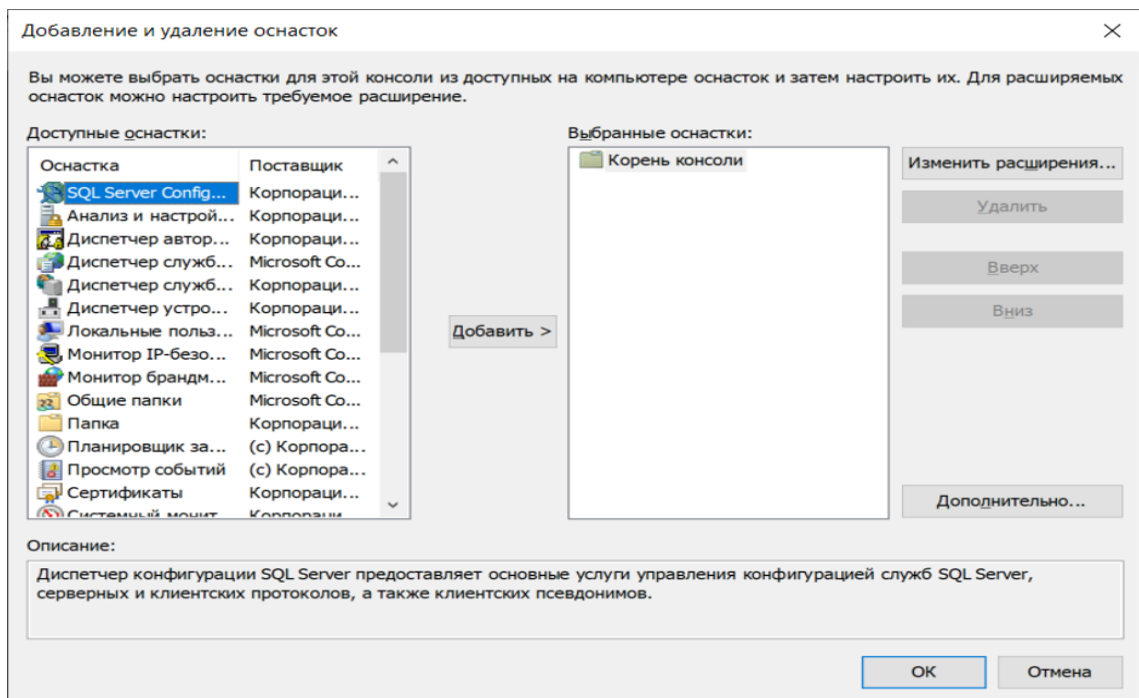 Добавление и удаление оснасток
Вы можете выбрать оснастки для этой консоли из доступных на компьютере оснасток и затем настроить их. Для расширяемых
оснасток можно настроить требуемое расширение.
Доступные оснастки:
Оснастка Поставщик
SQL Server Config... Корпораци...
Анализ и настрой... Корпораци...
Диспетчер автор... Корпораци...
Диспетчер служб... Microsoft Co...
Диспетчер служб... Корпораци...
Диспетчер устро... Корпораци...
Локальные польз... Microsoft Co...
Монитор IP-безо... Microsoft Co...
Монитор брандм... Microsoft Co...
Общие папки Microsoft Co...
Папка Корпораци...
Планировщик за... (с) Корпора...
Просмотр событий (с) Корпора...
Сертификаты Корпораци...
Системный монит Корпораци
Добавить >
Выбранные оснастки:
Корень консоли
Изменить расширения...
Удалить
Вверх
Вниз
Дополнительно...
Описание:
Диспетчер конфигурации SQL Server предоставляет основные услуги управления конфигурацией служб SQL Server,
серверных и клиентских протоколов, а также клиентских псевдонимов.
ОК Отмена